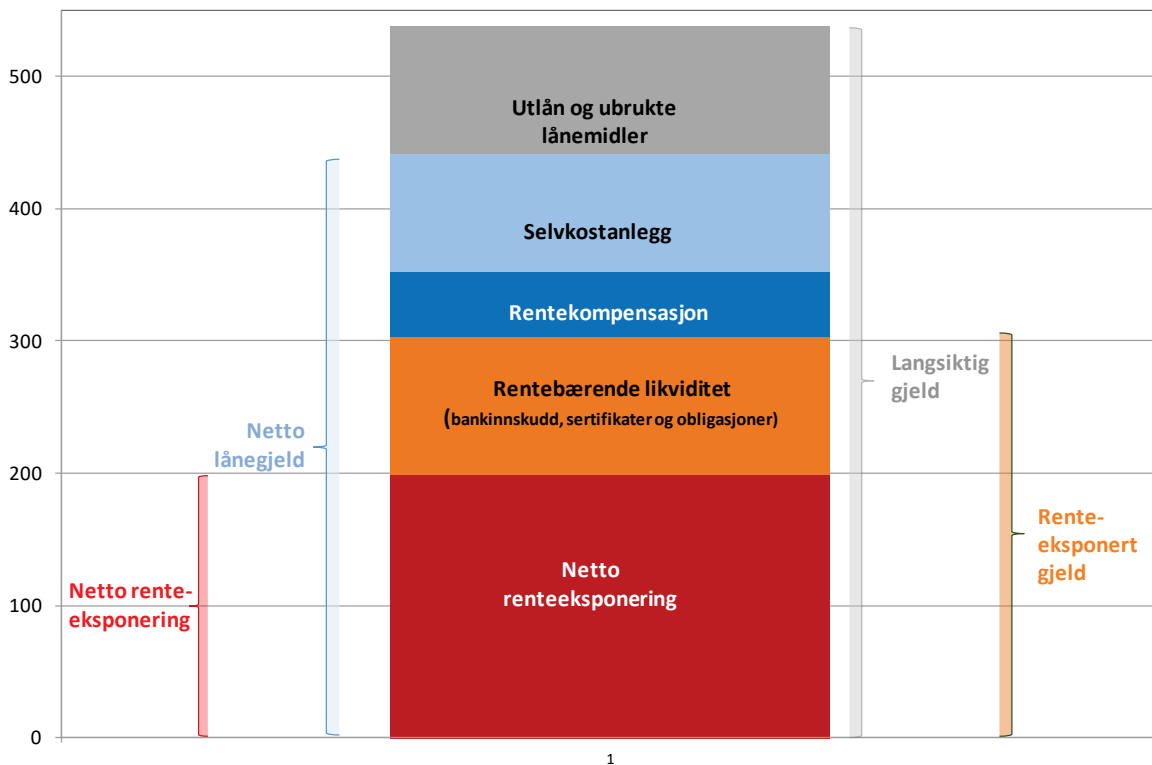 500
400
300
200
100
0
Utlån og ubrukte
lånemidler
Selvkostanlegg
Rentekompensasjon
Rentebærende likviditet
(bankinnskudd, sertifikater og obligasjoner)
Netto
renteeksponering
Netto
lånegjeld
Netto rente-
eksponering
Langsiktig
gjeld
Rente-
eksponert
gjeld
1